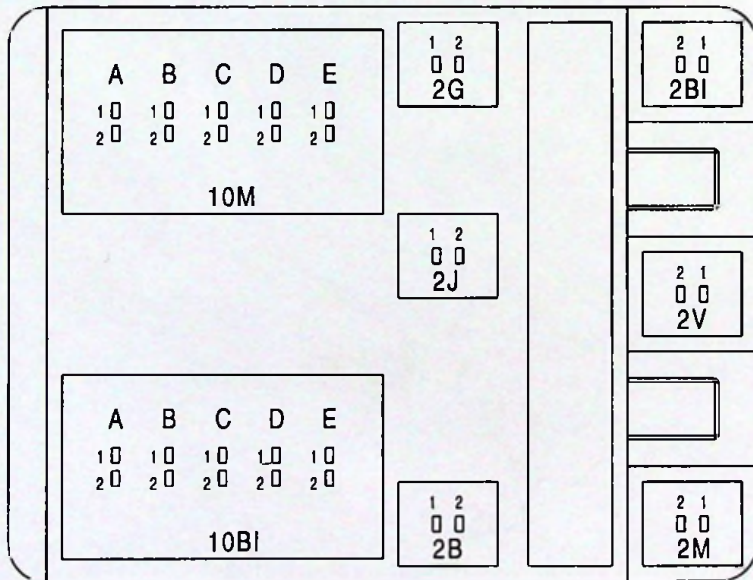 A B C D E
1 1 1 1 1
2 2 2 2 2
10M
1 2
2G
1 2
2J
A B C D E
1 1 1 1 1
2 2 2 2 2
10BI
1 2
2B
2 1
2BI
2 1
2V
2 1
2M